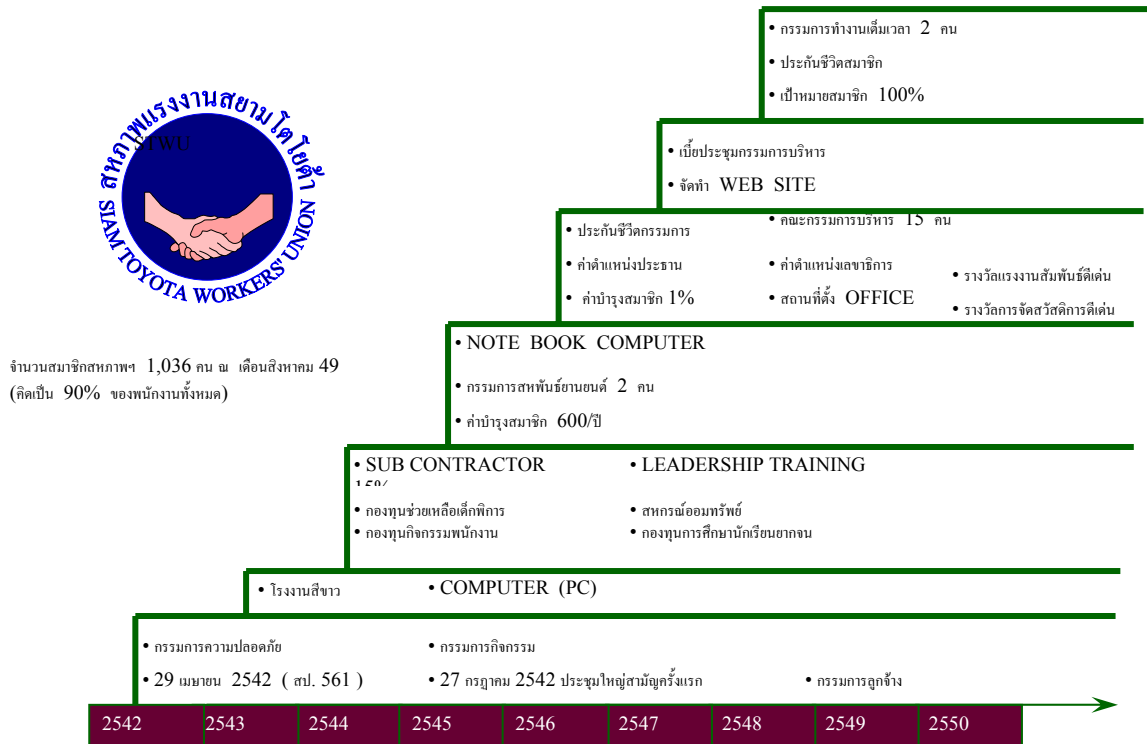 • กรรมการทำงานเต็มเวลา 2 คน
• ประกันชีวิตสมาชิก
• เป้าหมายสมาชิก 100%
สหภาพแรงงานสยามโตโยต้า
STWU
SIAM TOYOTA WORKERS' UNION
• เบี้ยประชุมกรรมการบริหาร
• จัดทำ WEB SITE
• ประกันชีวิตกรรมการ • คณะกรรมการบริหาร 15 คน
• ค่าตำแหน่งประธาน • ค่าตำแหน่งเลขาธิการ • รางวัลแรงงานสัมพันธ์ดีเด่น
• ค่าบำรุงสมาชิก 1% • สถานที่ตั้ง OFFICE • รางวัลการจัดสวัสดิการดีเด่น
• NOTE BOOK COMPUTER
• กรรมการสหพันธ์ยานยนต์ 2 คน
• ค่าบำรุงสมาชิก 600/ปี
จำนวนสมาชิกสหภาพฯ 1,036 คน ณ เดือนสิงหาคม 49
(คิดเป็น 90% ของพนักงานทั้งหมด)
• SUB CONTRACTOR • LEADERSHIP TRAINING
15%
• กองทุนช่วยเหลือเด็กพิการ • สหกรณ์ออมทรัพย์
• กองทุนกิจกรรมพนักงาน • กองทุนการศึกษานักเรียนยากจน
• โรงงานสีขาว • COMPUTER (PC)
• กรรมการความปลอดภัย • กรรมการกิจกรรม
• 29 เมษายน 2542 ( สป. 561 ) • 27 กรกฎาคม 2542 ประชุมใหญ่สามัญครั้งแรก • กรรมการลูกจ้าง
2542 2543 2544 2545 2546 2547 2548 2549 2550